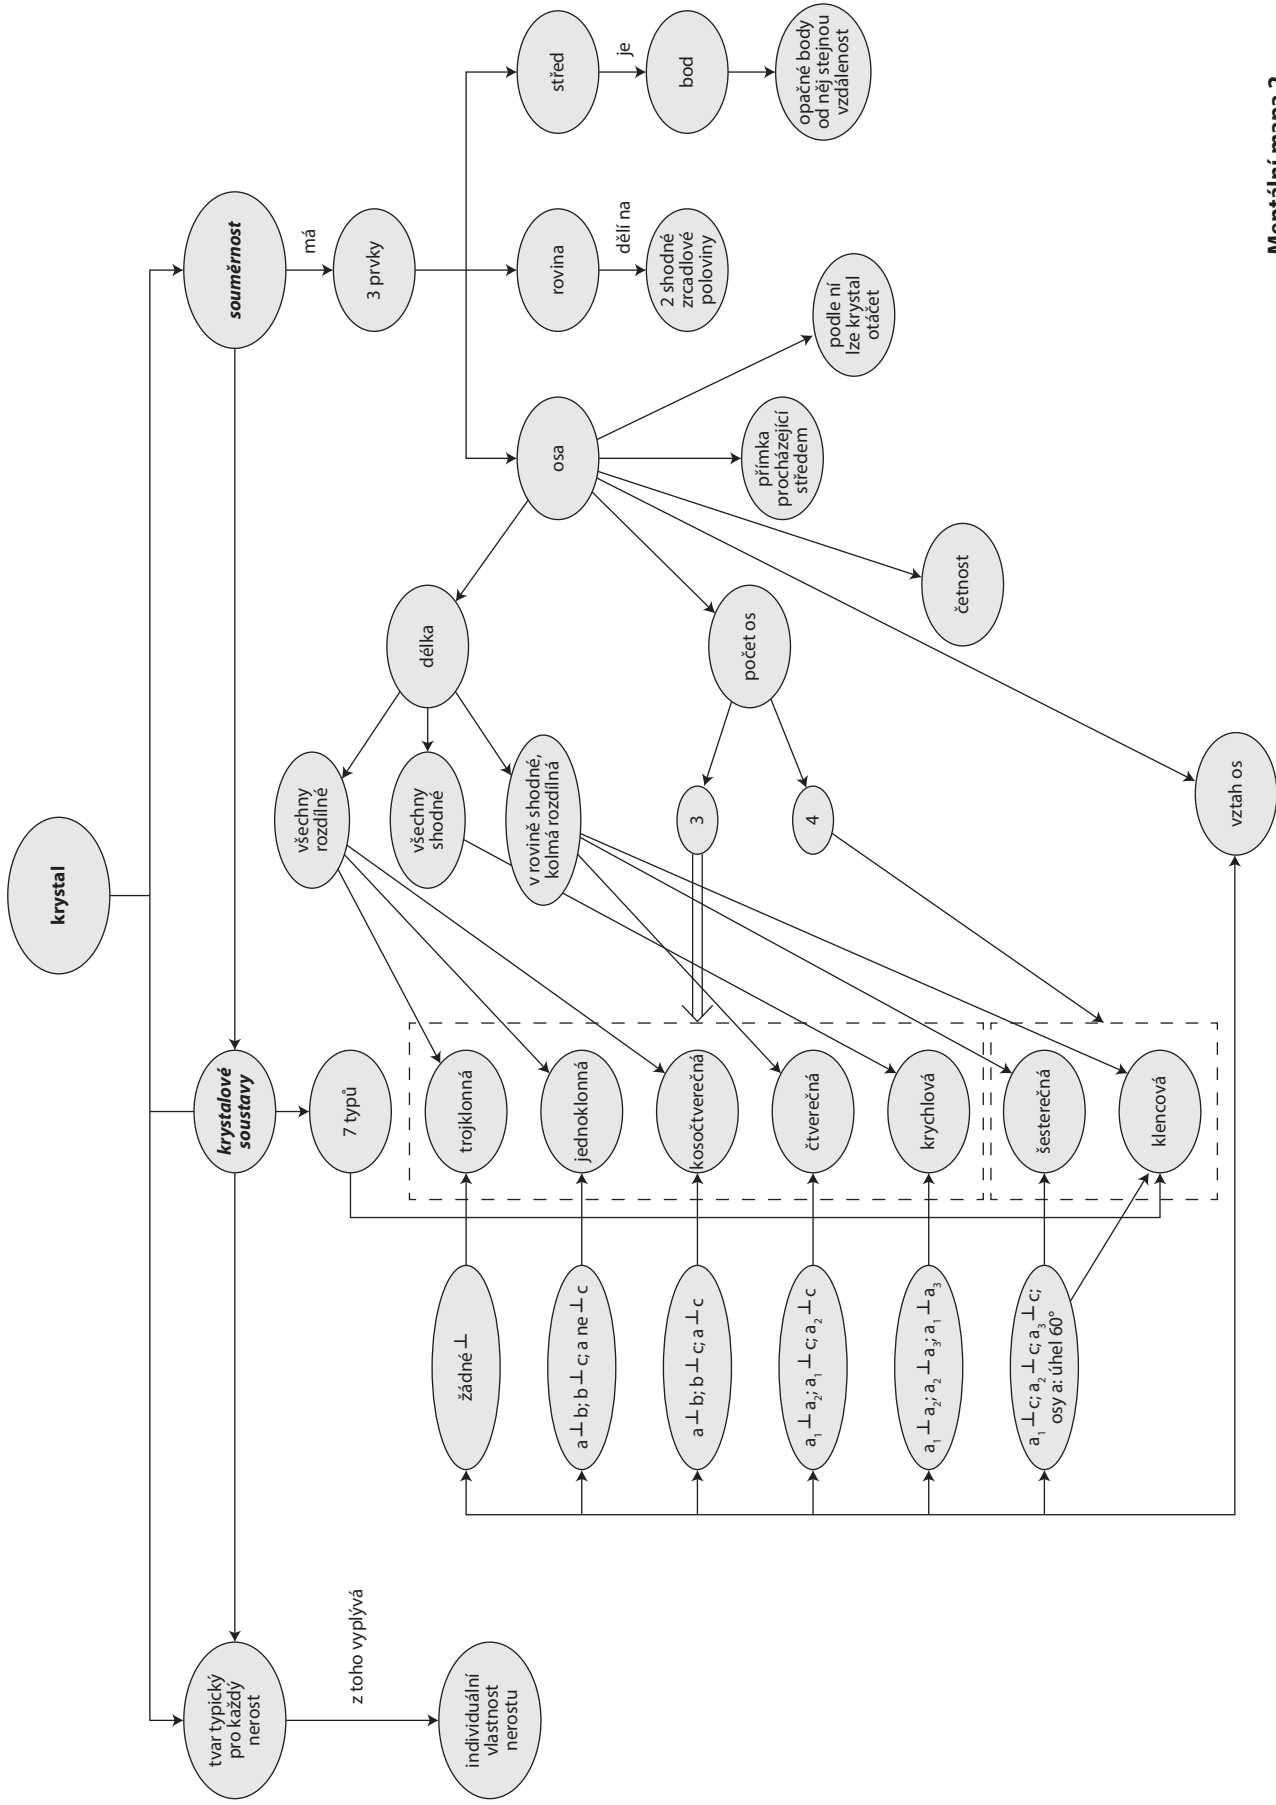 krystal
tvar typický
pro každý
nerost
z toho vyplývá
individuální
vlastnost
nerostu
krystalové
soustavy
7 typů
souměrnost
má
3 prvky
osa
rovina
střed
dělí na
je
2 shodné
zrcadlové
poloviny
bod
opačné body
od něj stejnou
vzdálenost
přímka
procházející
středem
podle ní
lze krystal
otáčet
délka
počet os
četnost
vztah os
všechny
rozdílné
všechny
shodné
v rovině shodné,
kolmá rozdílná
3
4
trojklonná
jednoklonná
kosočtverečná
čtverečná
krychlová
šesterečná
klencová
žádné ⊥
a ⊥ b; b ⊥ c; a ne ⊥ c
a ⊥ b; b ⊥ c; a ⊥ c
a₁ ⊥ a₂; a₁ ⊥ c; a₂ ⊥ c
a₁ ⊥ a₂; a₂ ⊥ a₃; a₁ ⊥ a₃
a₁ ⊥ c; a₂ ⊥ c; a₃ ⊥ c;
osy a: úhel 60°
Mentální mapa 2